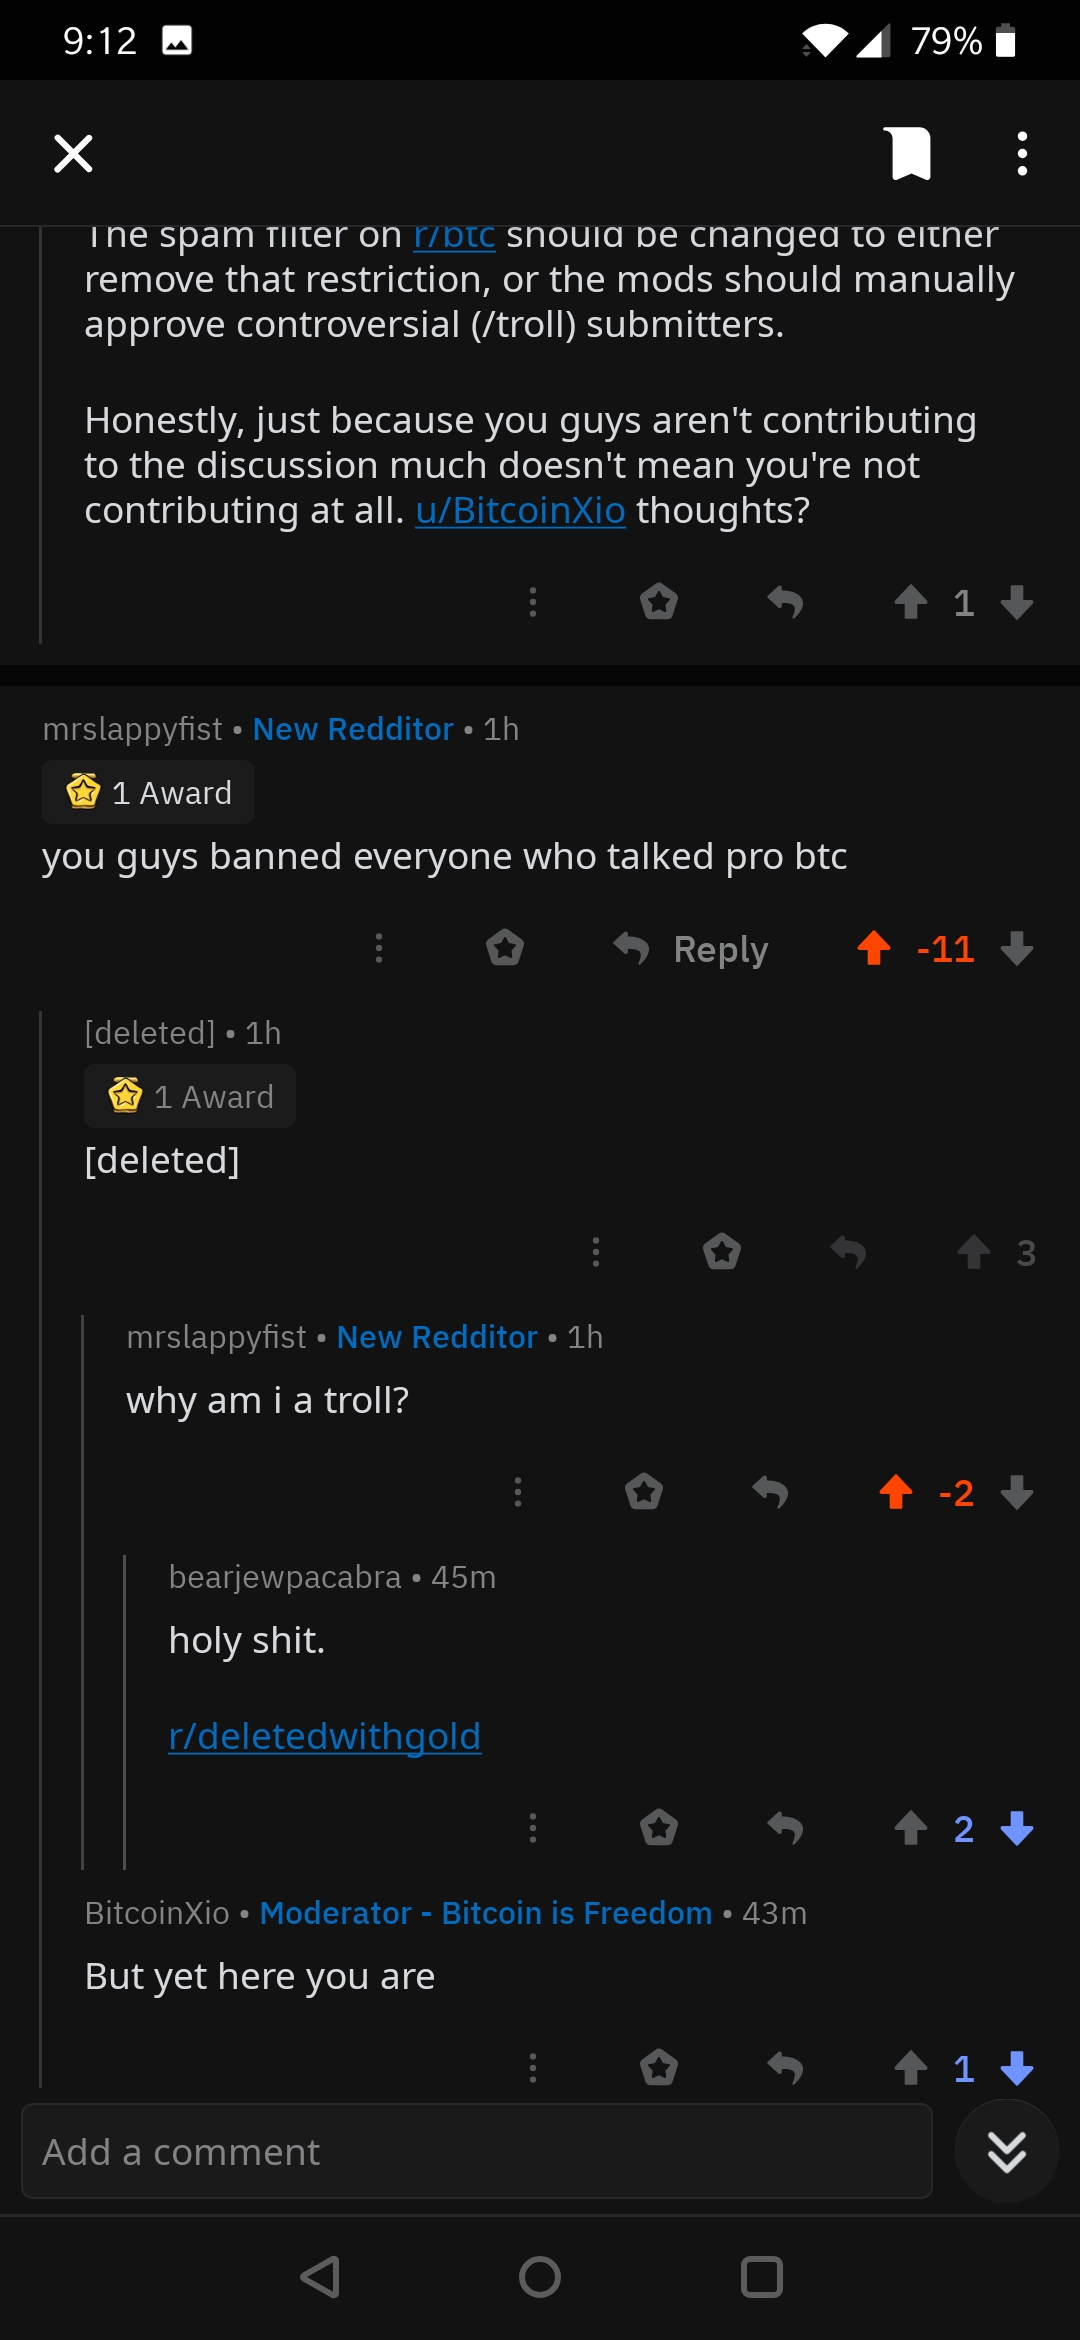 9:12 79%
The spam filter on r/btc should be changed to either
remove that restriction, or the mods should manually
approve controversial (/troll) submitters.
Honestly, just because you guys aren't contributing
to the discussion much doesn't mean you're not
contributing at all. u/BitcoinXio thoughts?
1
mrslappyfist • New Redditor • 1h
1 Award
you guys banned everyone who talked pro btc
Reply -11
[deleted] • 1h
1 Award
[deleted]
3
mrslappyfist • New Redditor • 1h
why am i a troll?
-2
bearjewpacabra • 45m
holy shit.
r/deletedwithgold
2
BitcoinXio • Moderator - Bitcoin is Freedom • 43m
But yet here you are
1
Add a comment